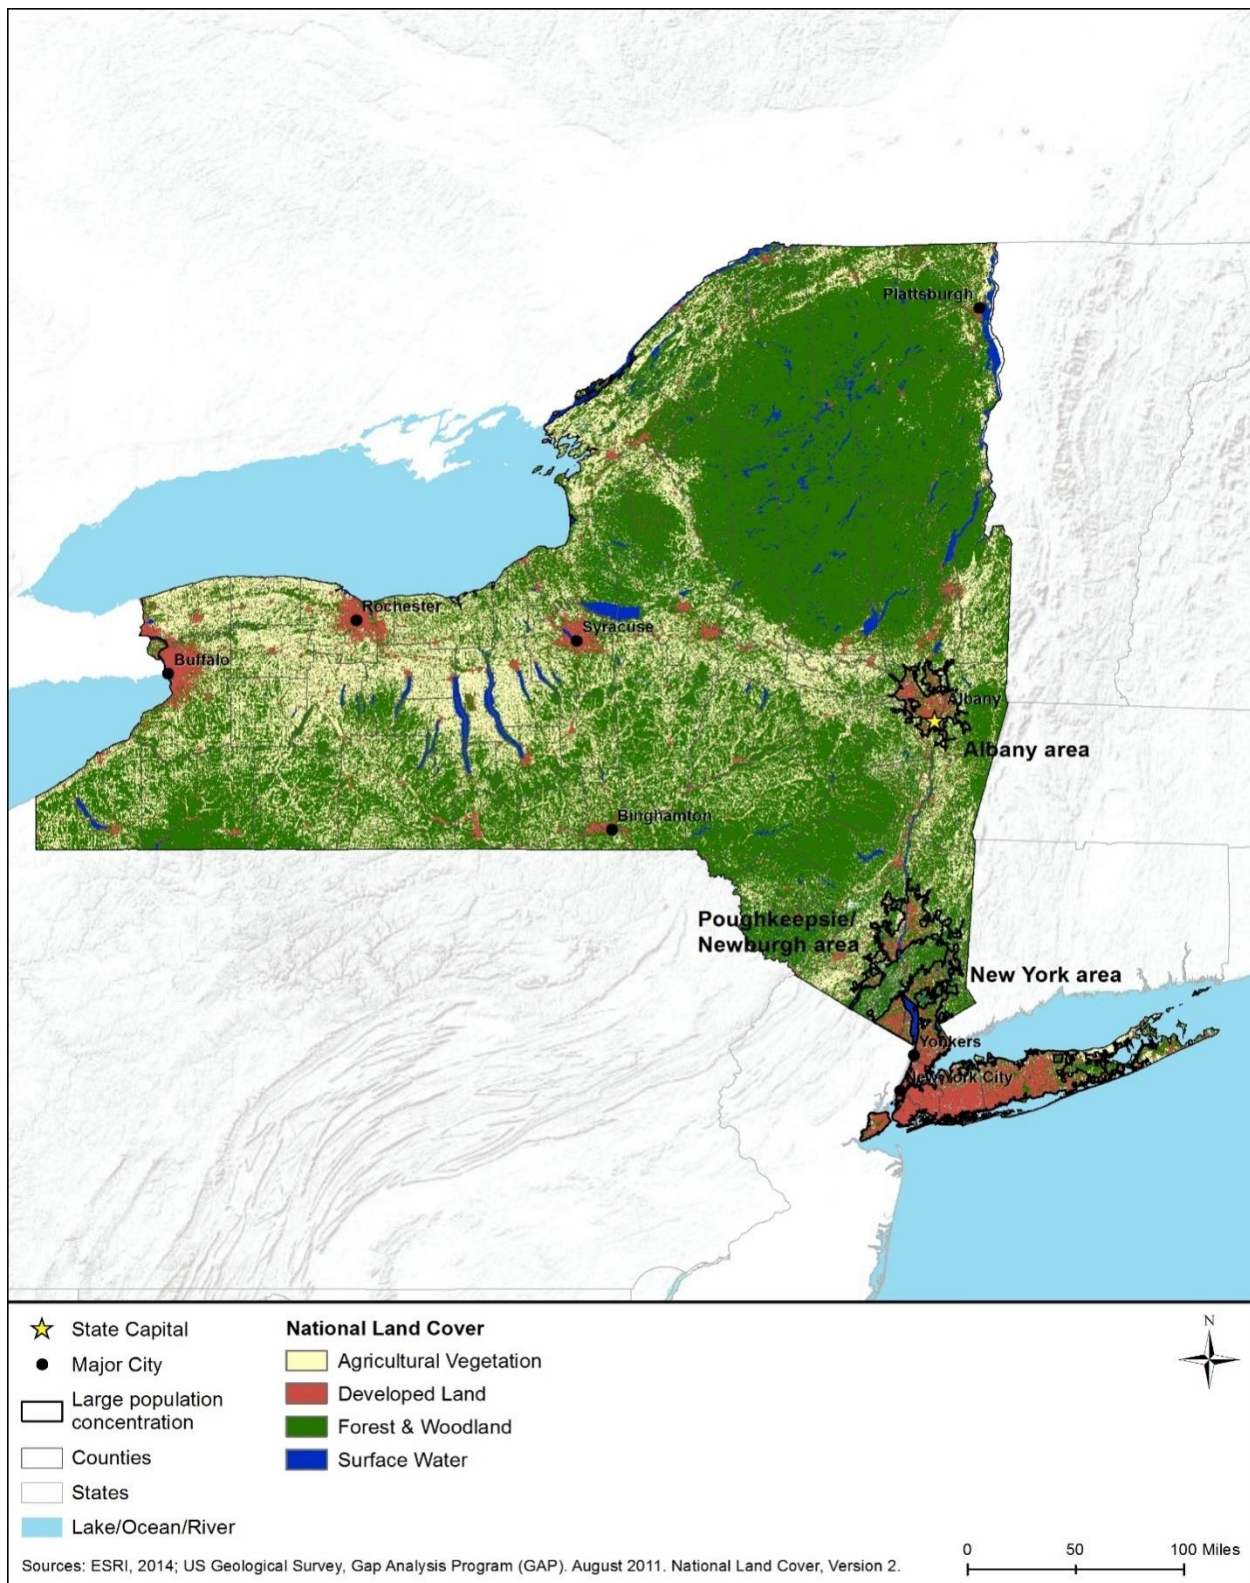 Plattsburgh
Rochester
Syracuse
Buffalo
Albany
Albany area
Binghamton
Poughkeepsie/
Newburgh area
New York area
Yonkers
New York City
State Capital
Major City
Large population
concentration
Counties
States
Lake/Ocean/River
National Land Cover
Agricultural Vegetation
Developed Land
Forest & Woodland
Surface Water
N
0 50 100 Miles
Sources: ESRI, 2014; US Geological Survey, Gap Analysis Program (GAP). August 2011. National Land Cover, Version 2.